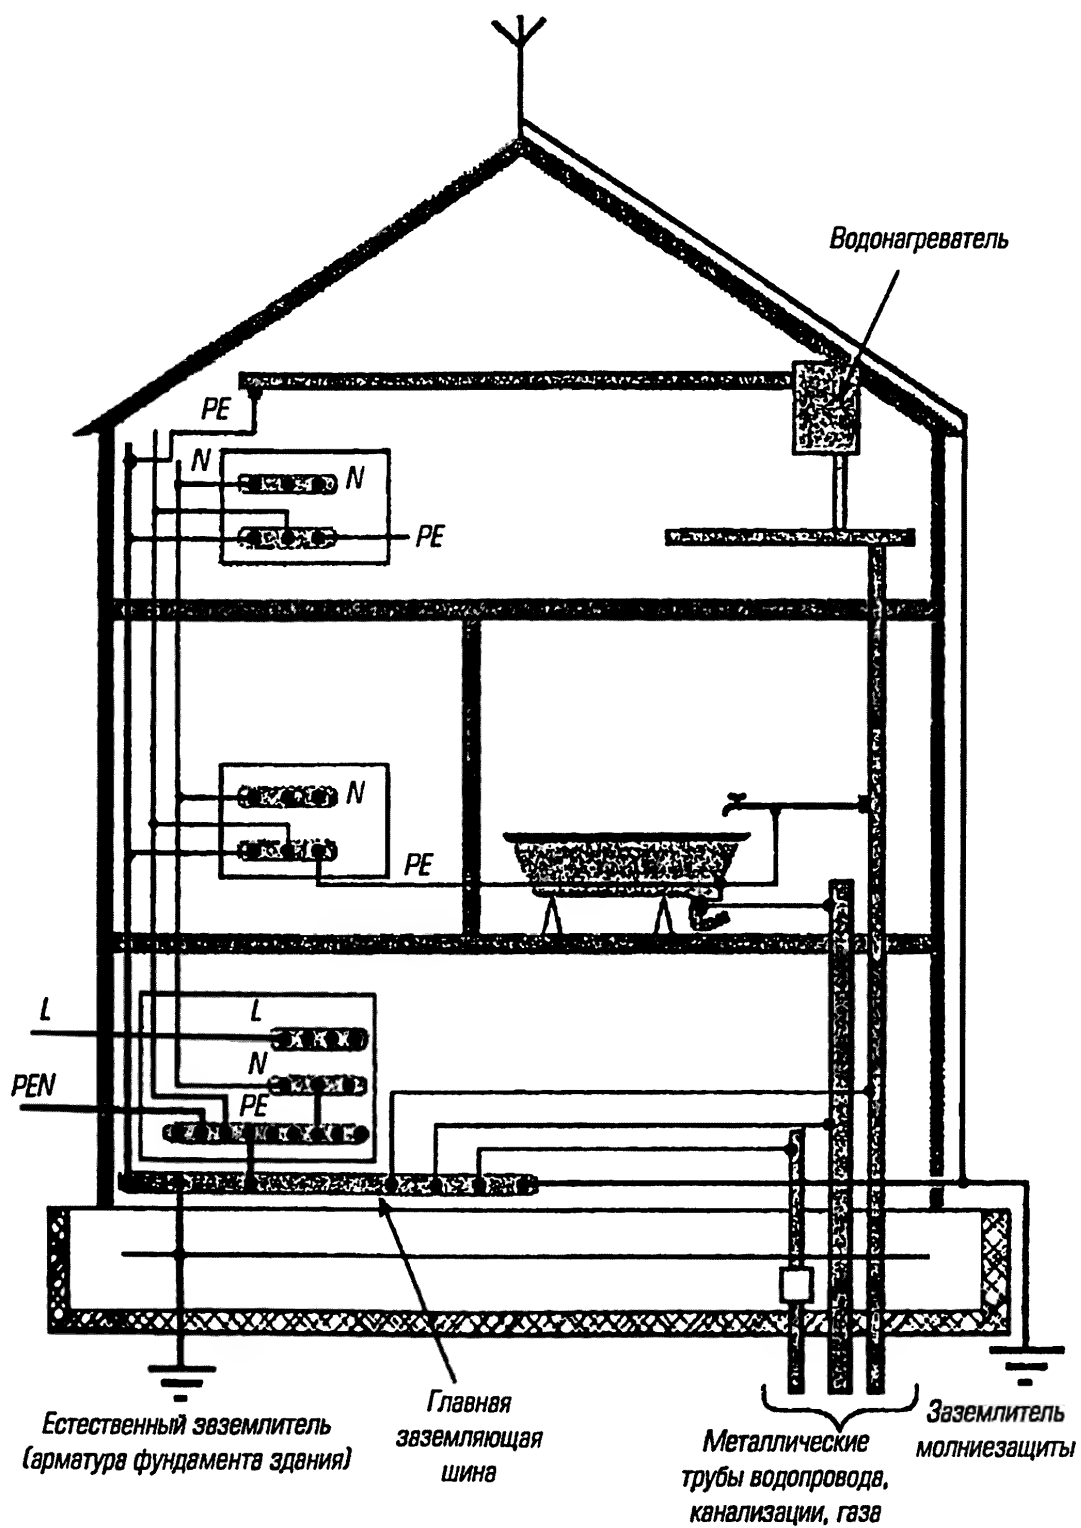 Водонагреватель
PE
N
N
PE
N
PE
L
L
N
PEN
PE
Естественный заземлитель
(арматура фундамента здания)
Главная
заземляющая
шина
Металлические
трубы водопровода,
канализации, газа
Заземлитель
молниезащиты